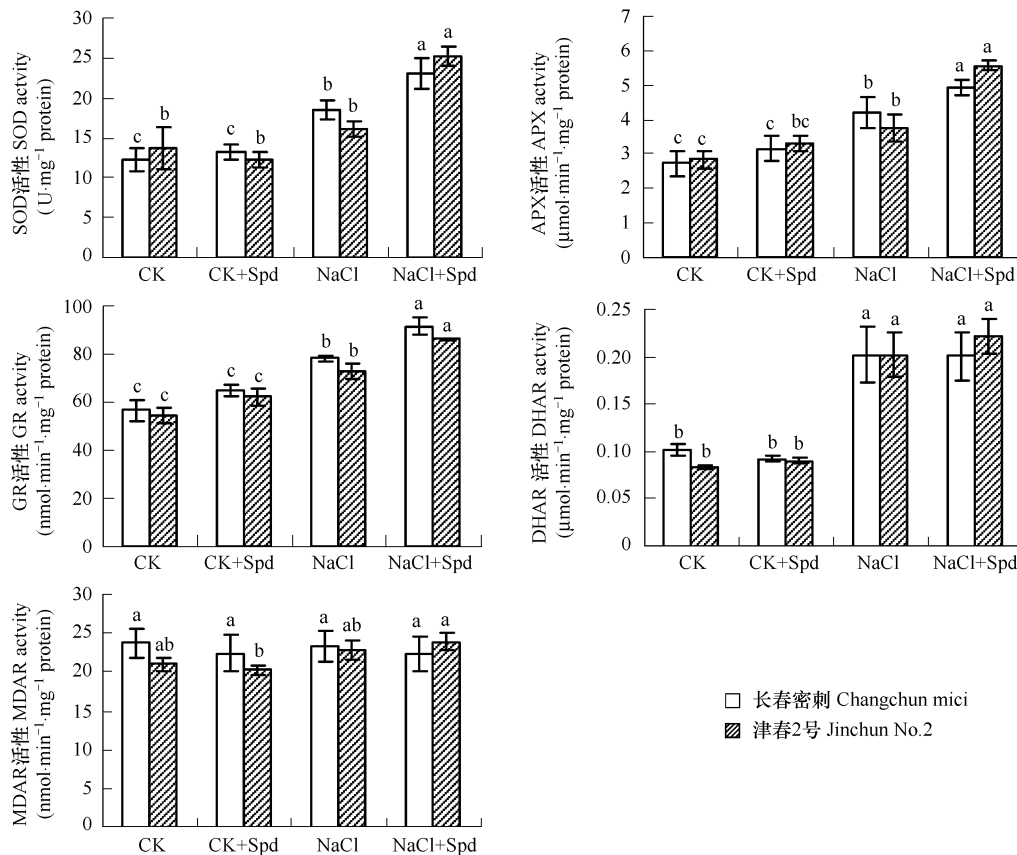 SOD活性 SOD actvity
(U·mg⁻¹ protein)
30
25
20
15
10
5
0
c
b
c
b
b
b
a
a
CK
CK+Spd
NaCl
NaCl+Spd
APX活性 APX actvity
(μmol·min⁻¹·mg⁻¹ protein)
7
6
5
4
3
2
1
0
c
c
c
bc
b
b
a
a
CK
CK+Spd
NaCl
NaCl+Spd
GR活性 GR actvity
(nmol·min⁻¹·mg⁻¹ protein)
100
80
60
40
20
0
c
c
c
c
b
b
a
a
CK
CK+Spd
NaCl
NaCl+Spd
DHAR 活性 DHAR actvity
(μmol·min⁻¹·mg⁻¹ protein)
0.25
0.20
0.15
0.10
0.05
0
b
b
b
b
a
a
a
a
CK
CK+Spd
NaCl
NaCl+Spd
MDAR活性 MDAR actvity
(nmol·min⁻¹·mg⁻¹ protein)
30
25
20
15
10
5
0
a
ab
a
b
a
ab
a
a
CK
CK+Spd
NaCl
NaCl+Spd
长春密刺 Changchun mici
津春2号 Jinchun No.2